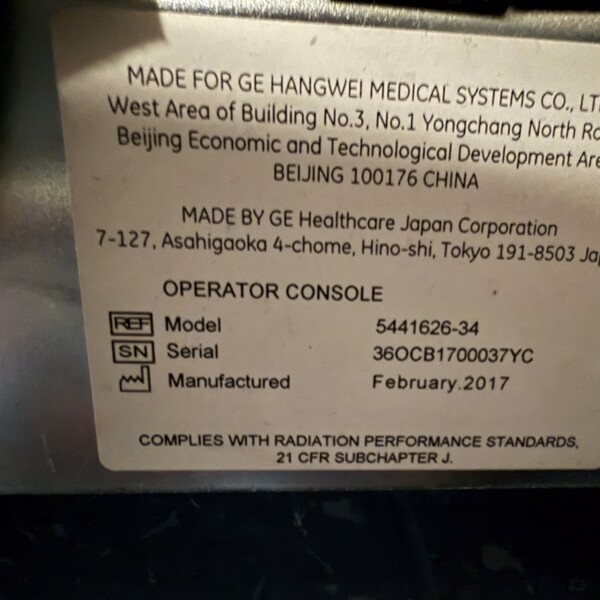 MADE FOR GE HANGWEI MEDICAL SYSTEMS CO., LT
West Area of Building No.3, No.1 Yongchang North Ro
Beijing Economic and Technological Development Are
BEIJING 100176 CHINA
MADE BY GE Healthcare Japan Corporation
7-127, Asahigaoka 4-chome, Hino-shi, Tokyo 191-8503 Ja
OPERATOR CONSOLE
REF Model 5441626-34
SN Serial 36OCB1700037YC
Manufactured February.2017
COMPLIES WITH RADIATION PERFORMANCE STANDARDS,
21 CFR SUBCHAPTER J.